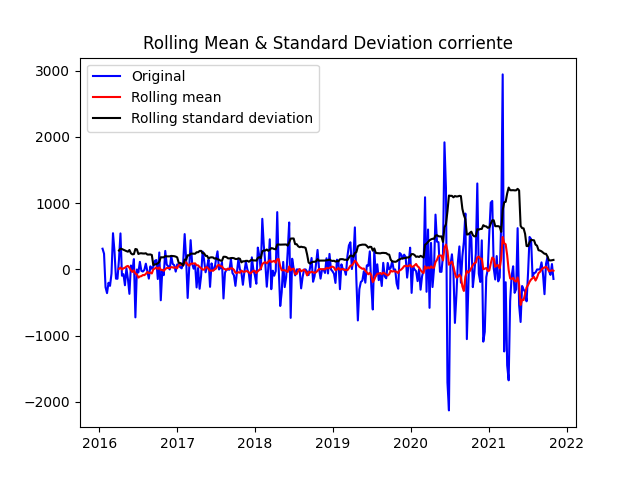 Rolling Mean & Standard Deviation corriente
Original
Rolling mean
Rolling standard deviation
3000
2000
1000
0
−1000
−2000
2016 2017 2018 2019 2020 2021 2022